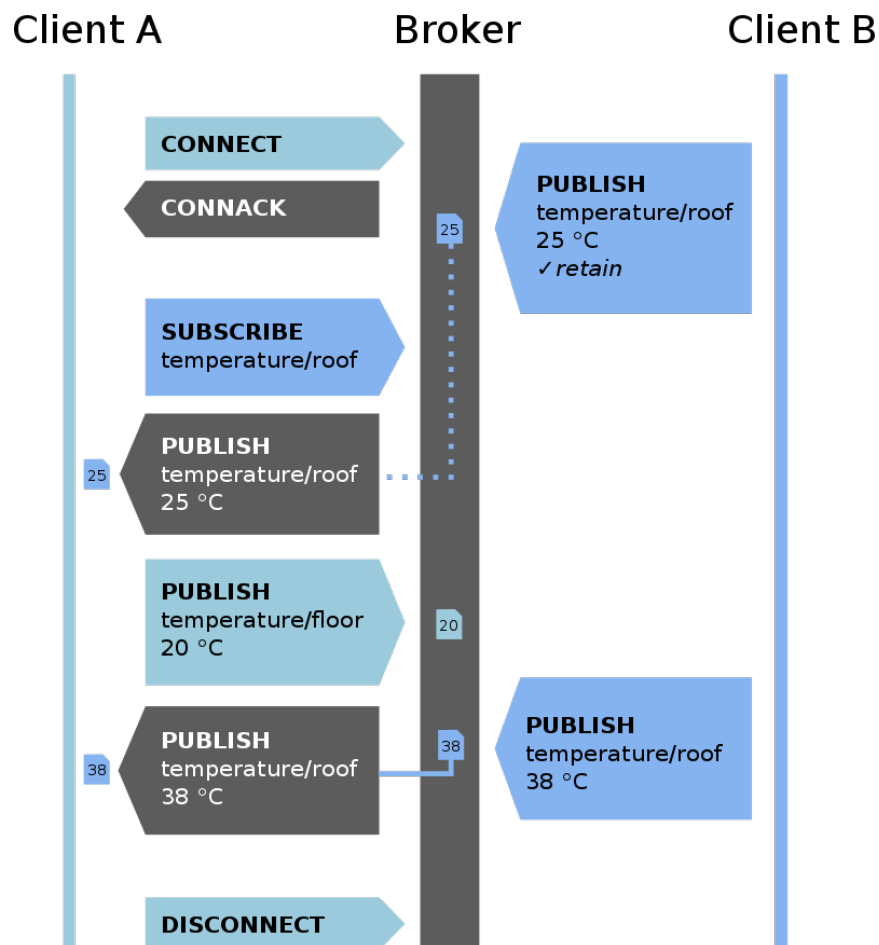 Client A
Broker
Client B
CONNECT
CONNACK
PUBLISH
temperature/roof
25 °C
✓retain
25
SUBSCRIBE
temperature/roof
PUBLISH
temperature/roof
25 °C
25
PUBLISH
temperature/floor
20 °C
20
PUBLISH
temperature/roof
38 °C
38
PUBLISH
temperature/roof
38 °C
38
DISCONNECT